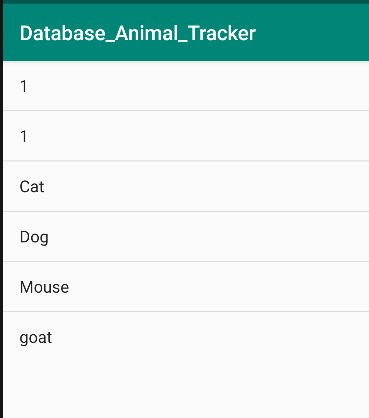 Database_Animal_Tracker
1
1
Cat
Dog
Mouse
goat